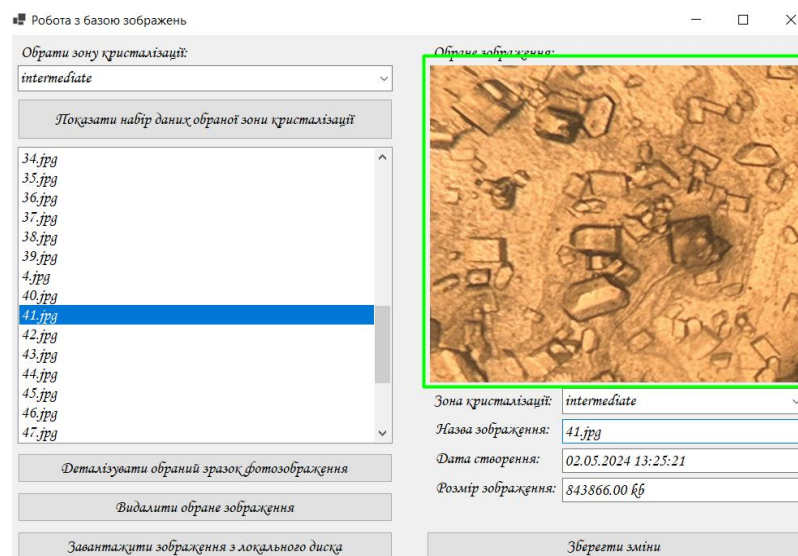 Робота з базою зображень
Обрати зону кристалізації:
intermediate
Показати набір даних обраної зони кристалізації
34.jpg
35.jpg
36.jpg
37.jpg
38.jpg
39.jpg
4.jpg
40.jpg
41.jpg
42.jpg
43.jpg
44.jpg
45.jpg
46.jpg
47.jpg
Деталізувати обраний зразок фотозображення
Видалити обране зображення
Завантажити зображення з локального диска
Обране зображення:
Зона кристалізації: intermediate
Назва зображення: 41.jpg
Дата створення: 02.05.2024 13:25:21
Розмір зображення: 843866.00 кб
Зберегти зміни